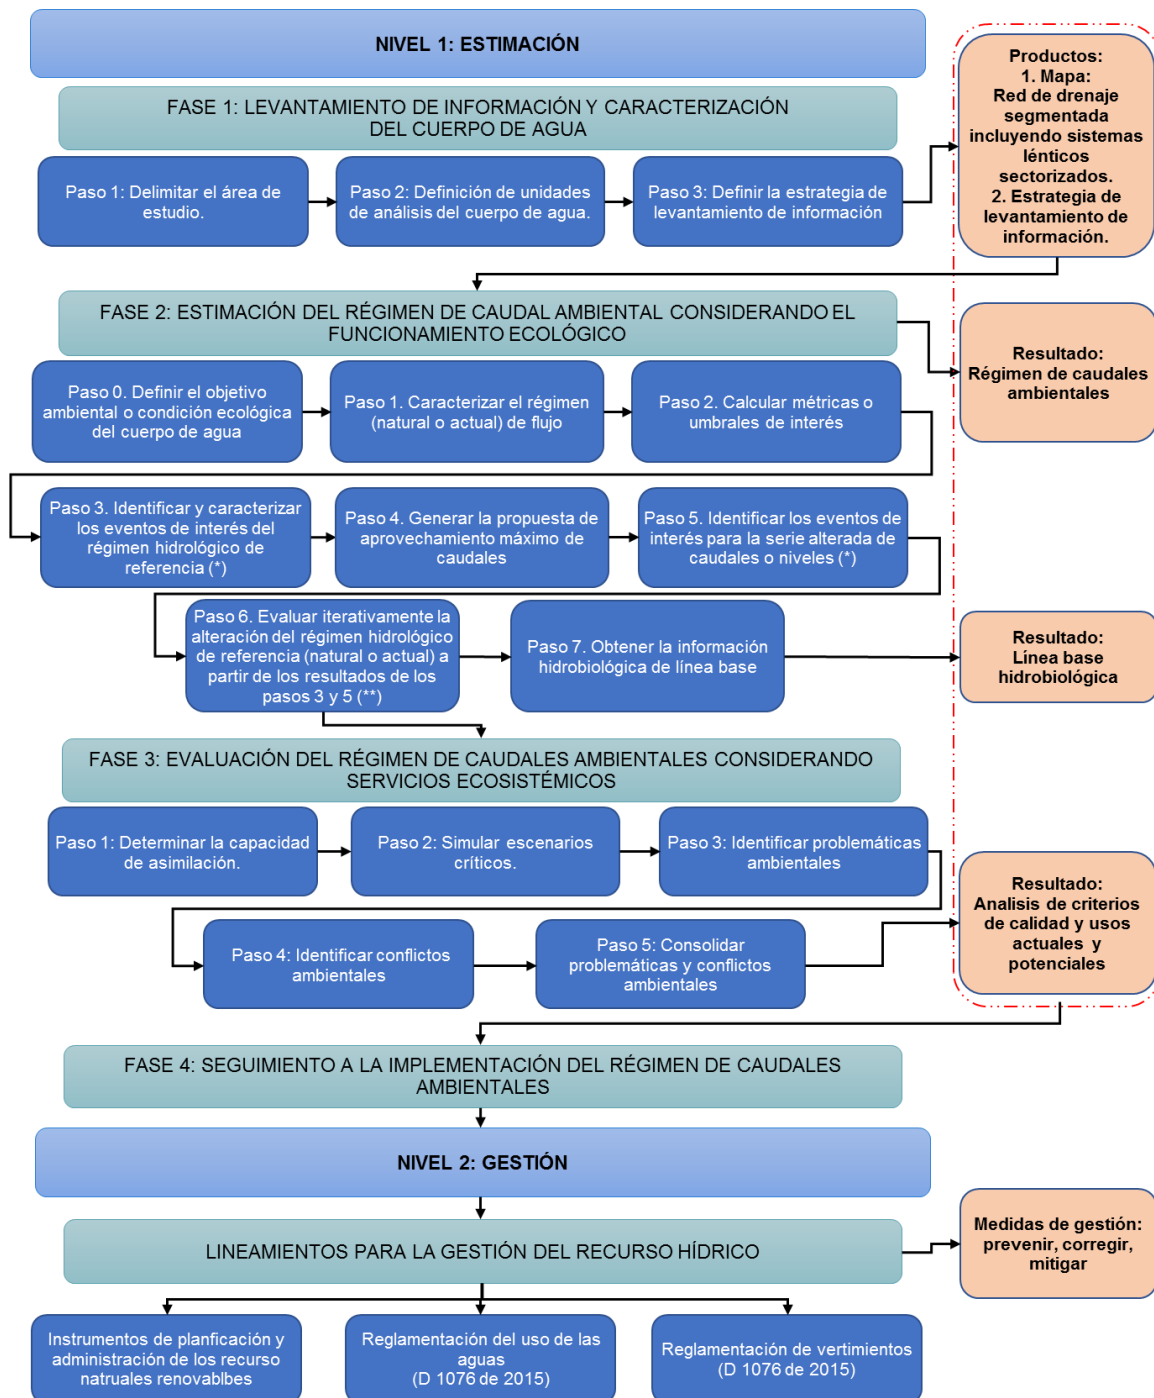 NIVEL 1: ESTIMACIÓN
FASE 1: LEVANTAMIENTO DE INFORMACIÓN Y CARACTERIZACIÓN
DEL CUERPO DE AGUA
Paso 1: Delimitar el área de
estudio.
Paso 2: Definición de unidades
de análisis del cuerpo de agua.
Paso 3: Definir la estrategia de
levantamiento de información
Productos:
1. Mapa:
Red de drenaje
segmentada
incluyendo sistemas
lénticos
sectorizados.
2. Estrategia de
levantamiento de
información.
FASE 2: ESTIMACIÓN DEL RÉGIMEN DE CAUDAL AMBIENTAL CONSIDERANDO EL
FUNCIONAMIENTO ECOLÓGICO
Resultado:
Régimen de caudales
ambientales
Paso 0. Definir el objetivo
ambiental o condición ecológica
del cuerpo de agua
Paso 1. Caracterizar el régimen
(natural o actual) de flujo
Paso 2. Calcular métricas o
umbrales de interés
Paso 3. Identificar y caracterizar
los eventos de interés del
régimen hidrológico de
referencia (*)
Paso 4. Generar la propuesta de
aprovechamiento máximo de
caudales
Paso 5. Identificar los eventos de
interés para la serie alterada de
caudales o niveles (*)
Paso 6. Evaluar iterativamente la
alteración del régimen hidrológico
de referencia (natural o actual) a
partir de los resultados de los
pasos 3 y 5 (**)
Paso 7. Obtener la información
hidrobiológica de línea base
Resultado:
Línea base
hidrobiológica
FASE 3: EVALUACIÓN DEL RÉGIMEN DE CAUDALES AMBIENTALES CONSIDERANDO
SERVICIOS ECOSISTÉMICOS
Paso 1: Determinar la capacidad
de asimilación.
Paso 2: Simular escenarios
críticos.
Paso 3: Identificar problemáticas
ambientales
Paso 4: Identificar conflictos
ambientales
Paso 5: Consolidar
problemáticas y conflictos
ambientales
Resultado:
Analisis de criterios
de calidad y usos
actuales y
potenciales
FASE 4: SEGUIMIENTO A LA IMPLEMENTACIÓN DEL RÉGIMEN DE CAUDALES
AMBIENTALES
NIVEL 2: GESTIÓN
LINEAMIENTOS PARA LA GESTIÓN DEL RECURSO HÍDRICO
Medidas de gestión:
prevenir, corregir,
mitigar
Instrumentos de planficación y
administración de los recurso
natruales renovablbes
Reglamentación del uso de las
aguas
(D 1076 de 2015)
Reglamentación de vertimientos
(D 1076 de 2015)